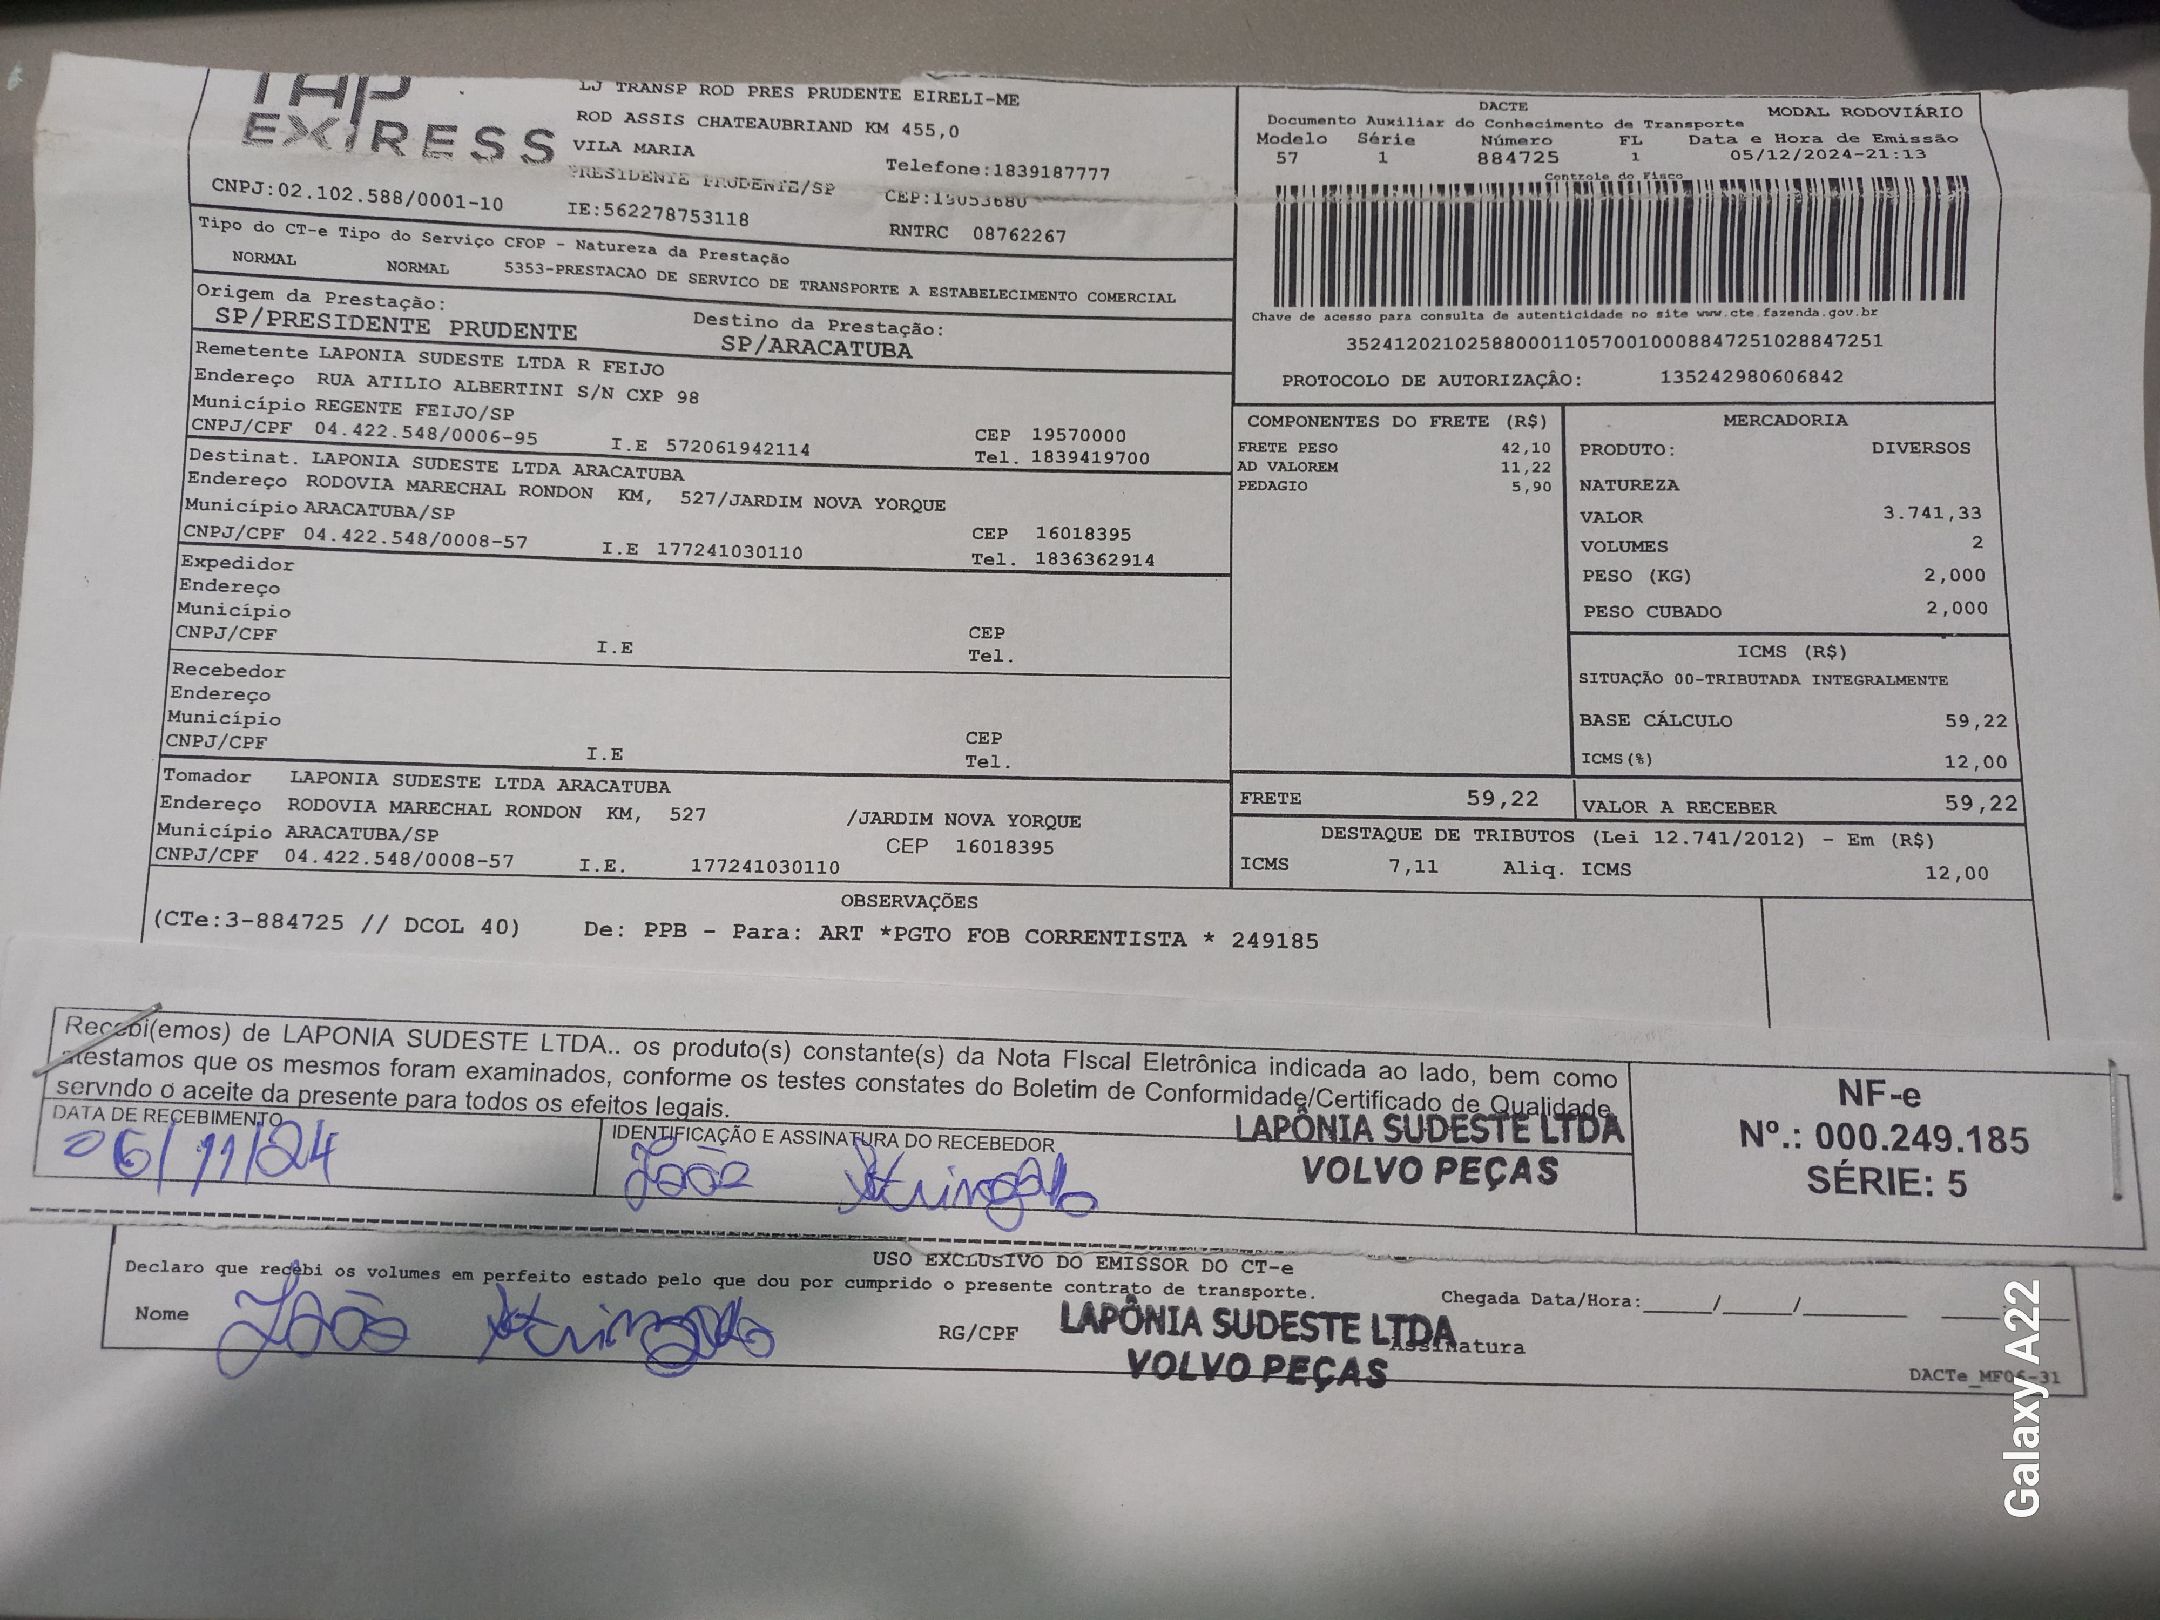 EXPRESS
LJ TRANSP ROD PRES PRUDENTE EIRELI-ME
ROD ASSIS CHATEAUBRIAND KM 455,0
VILA MARIA
Telefone:1839187777
PRESIDENTE PRUDENTE/SP
CEP:19053680
CNPJ:02.102.588/0001-10
IE:562278753118
RNTRC 08762267
DACTE
MODAL RODOVIÁRIO
Documento Auxiliar do Conhecimento de Transporte
Modelo Série Número FL Data e Hora de Emissão
57 1 884725 1 05/12/2024-21:13
Controle do Fisco
Chave de acesso para consulta de autenticidade no site www.cte.fazenda.gov.br
35241202102588000110570010008847251028847251
PROTOCOLO DE AUTORIZAÇÂO: 135242980606842
Tipo do CT-e Tipo do Serviço CFOP - Natureza da Prestação
NORMAL NORMAL 5353-PRESTACAO DE SERVICO DE TRANSPORTE A ESTABELECIMENTO COMERCIAL
Origem da Prestação:
SP/PRESIDENTE PRUDENTE
Destino da Prestação:
SP/ARACATUBA
Remetente LAPONIA SUDESTE LTDA R FEIJO
Endereço RUA ATILIO ALBERTINI S/N CXP 98
Município REGENTE FEIJO/SP
CEP 19570000
CNPJ/CPF 04.422.548/0006-95 I.E 572061942114 Tel. 1839419700
Destinat. LAPONIA SUDESTE LTDA ARACATUBA
Endereço RODOVIA MARECHAL RONDON KM, 527/JARDIM NOVA YORQUE
Município ARACATUBA/SP
CEP 16018395
CNPJ/CPF 04.422.548/0008-57 I.E 177241030110 Tel. 1836362914
Expedidor
Endereço
Município
CEP
CNPJ/CPF I.E Tel.
Recebedor
Endereço
Município
CEP
CNPJ/CPF I.E Tel.
Tomador LAPONIA SUDESTE LTDA ARACATUBA
Endereço RODOVIA MARECHAL RONDON KM, 527 /JARDIM NOVA YORQUE
Município ARACATUBA/SP
CEP 16018395
CNPJ/CPF 04.422.548/0008-57 I.E. 177241030110
COMPONENTES DO FRETE (R$)
FRETE PESO 42,10
AD VALOREM 11,22
PEDAGIO 5,90
MERCADORIA
PRODUTO: DIVERSOS
NATUREZA
VALOR 3.741,33
VOLUMES 2
PESO (KG) 2,000
PESO CUBADO 2,000
ICMS (R$)
SITUAÇÃO 00-TRIBUTADA INTEGRALMENTE
BASE CÁLCULO 59,22
ICMS(%) 12,00
FRETE 59,22
VALOR A RECEBER 59,22
DESTAQUE DE TRIBUTOS (Lei 12.741/2012) - Em (R$)
ICMS 7,11 Aliq. ICMS 12,00
OBSERVAÇÕES
(CTe:3-884725 // DCOL 40) De: PPB - Para: ART *PGTO FOB CORRENTISTA * 249185
Recebi(emos) de LAPONIA SUDESTE LTDA.. os produto(s) constante(s) da Nota FIscal Eletrônica indicada ao lado, bem como
atestamos que os mesmos foram examinados, conforme os testes constates do Boletim de Conformidade/Certificado de Qualidade
servndo o aceite da presente para todos os efeitos legais.
DATA DE RECEBIMENTO
06/11/24
IDENTIFICAÇÃO E ASSINATURA DO RECEBEDOR
João
LAPÔNIA SUDESTE LTDA
VOLVO PEÇAS
NF-e
Nº.: 000.249.185
SÉRIE: 5
USO EXCLUSIVO DO EMISSOR DO CT-e
Declaro que recebi os volumes em perfeito estado pelo que dou por cumprido o presente contrato de transporte.
Chegada Data/Hora:_____/_____/_______
Nome João
RG/CPF
LAPÔNIA SUDESTE LTDA
VOLVO PEÇAS
Assinatura
DACTe_MF06-31
Galaxy A22